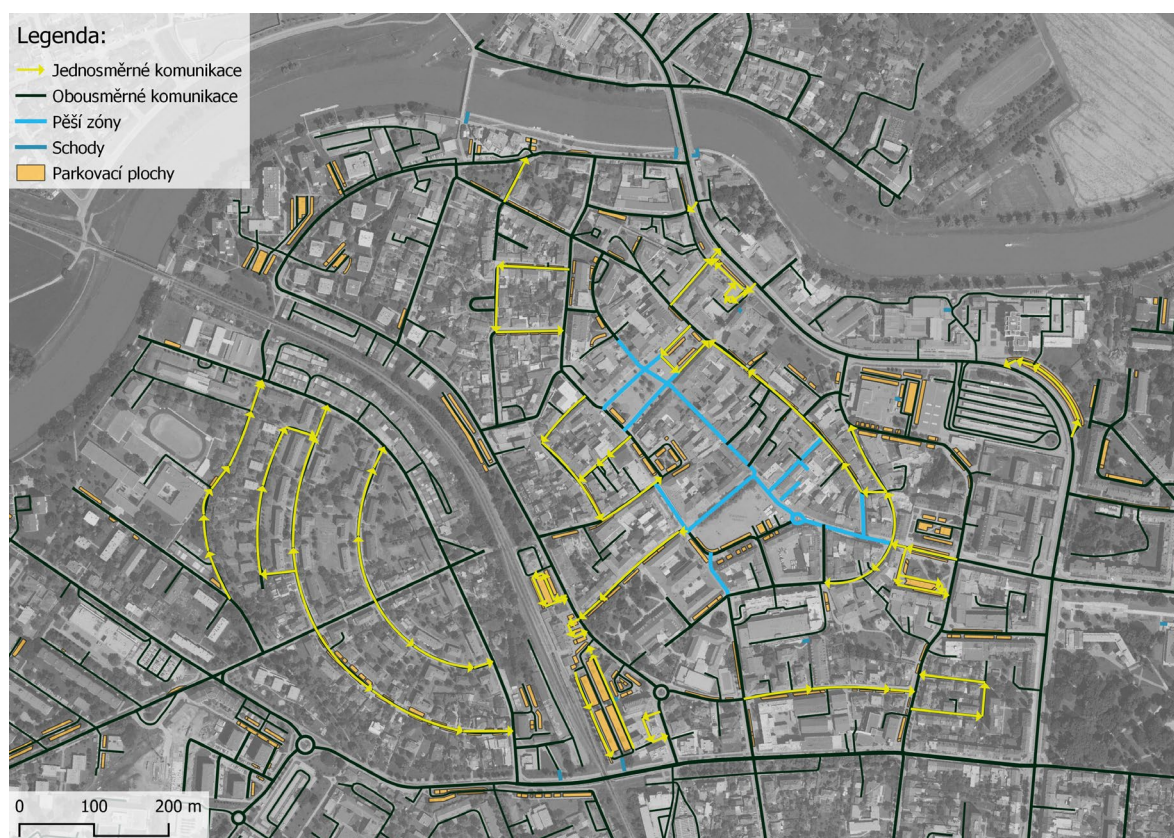 Legenda:
Jednosměrné komunikace
Obousměrné komunikace
Pěší zóny
Schody
Parkovací plochy
0 100 200 m